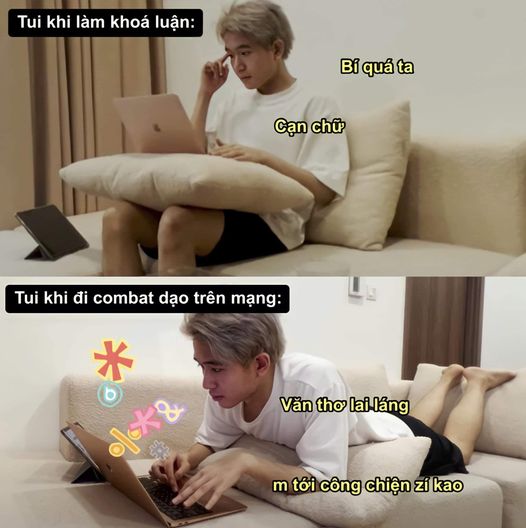 Tui khi làm khoá luận:
Bí quá ta
Cạn chữ
Tui khi đi combat dạo trên mạng:
Văn thơ lai láng
m tới công chiện zí kao